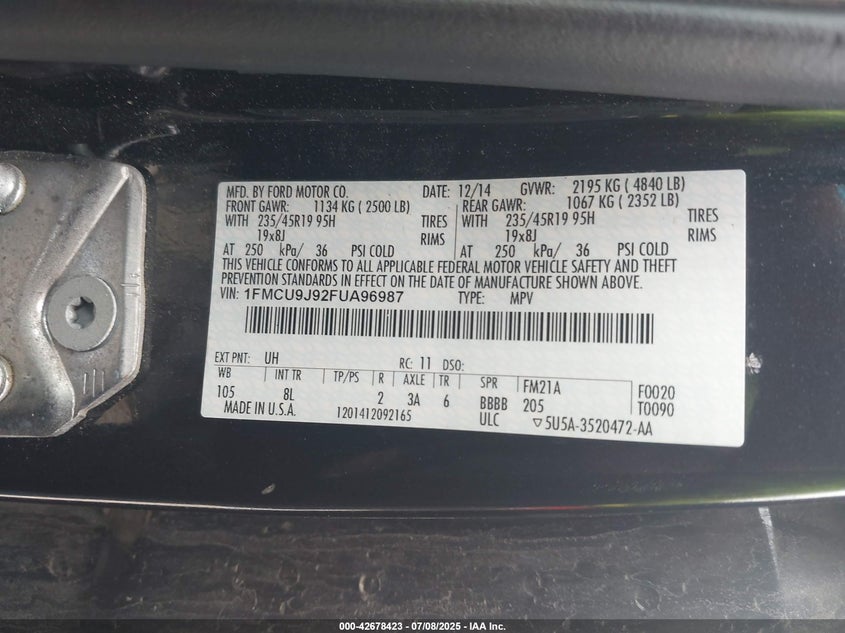 MFD. BY FORD MOTOR CO. DATE: 12/14 GVWR: 2195 KG ( 4840 LB)
FRONT GAWR: 1134 KG ( 2500 LB) REAR GAWR: 1067 KG ( 2352 LB)
WITH 235/45R19 95H TIRES WITH 235/45R19 95H TIRES
19x8J RIMS 19x8J RIMS
AT 250 kPa/ 36 PSI COLD AT 250 kPa/ 36 PSI COLD
THIS VEHICLE CONFORMS TO ALL APPLICABLE FEDERAL MOTOR VEHICLE SAFETY AND THEFT
PREVENTION STANDARDS IN EFFECT ON THE DATE OF MANUFACTURE SHOWN ABOVE.
VIN: 1FMCU9J92FUA96987 TYPE: MPV
EXT PNT: UH RC: 11 DSO:
WB INT TR TP/PS R AXLE TR SPR FM21A F0020
105 8L 2 3A 6 BBBB 205 T0090
MADE IN U.S.A. 1201412092165 ULC ▽5U5A-3520472-AA
000-42678423 - 07/08/2025 - IAA Inc.